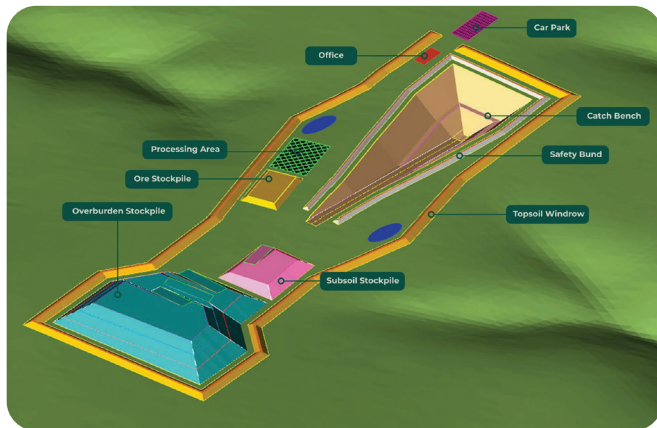 Car Park
Office
Catch Bench
Processing Area
Safety Bund
Ore Stockpile
Overburden Stockpile
Topsoil Windrow
Subsoil Stockpile